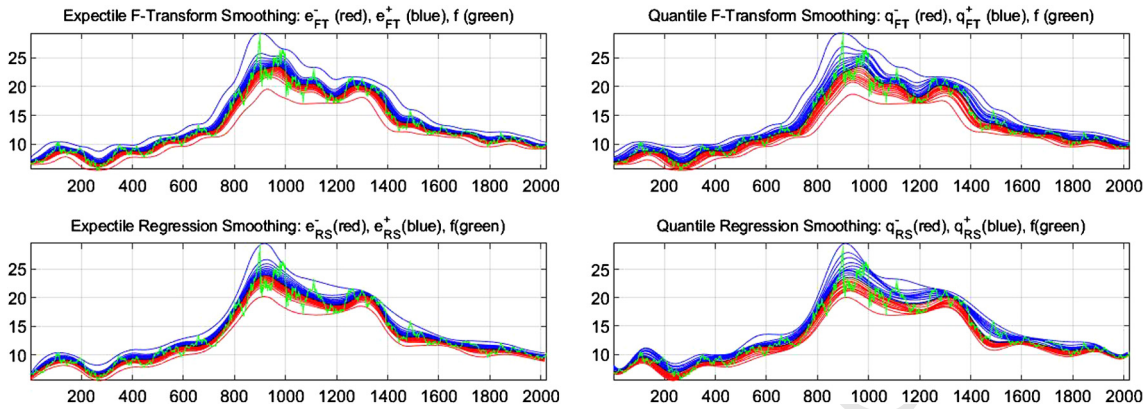 Expectile F-Transform Smoothing: e⁻FT (red), e⁺FT (blue), f (green)
25
20
15
10
200 400 600 800 1000 1200 1400 1600 1800 2000
Quantile F-Transform Smoothing: q⁻FT (red), q⁺FT (blue), f (green)
25
20
15
10
200 400 600 800 1000 1200 1400 1600 1800 2000
Expectile Regression Smoothing: e⁻RS(red), e⁺RS(blue), f(green)
25
20
15
10
200 400 600 800 1000 1200 1400 1600 1800 2000
Quantile Regression Smoothing: q⁻RS(red), q⁺RS(blue), f(green)
25
20
15
10
200 400 600 800 1000 1200 1400 1600 1800 2000